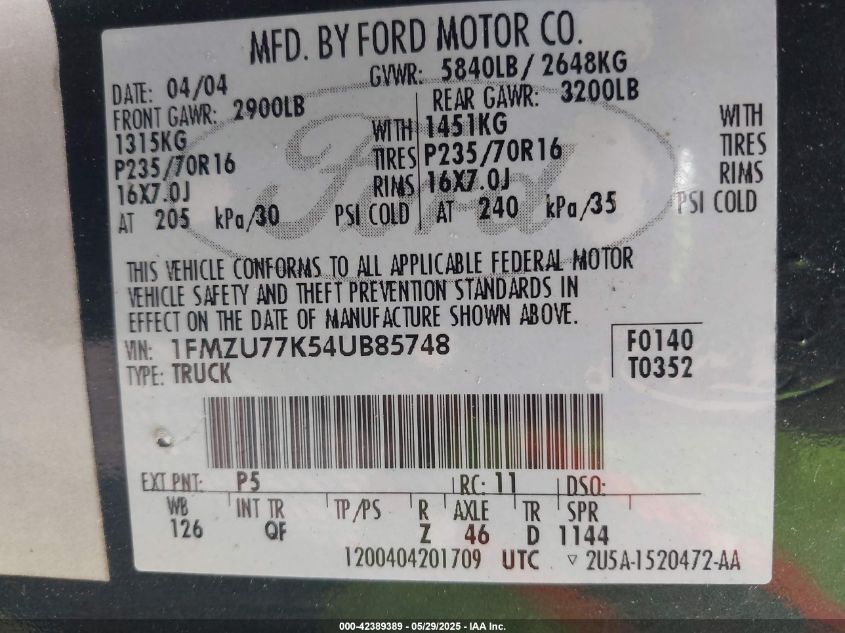 MFD. BY FORD MOTOR CO.
DATE: 04/04 GVWR: 5840LB / 2648KG
FRONT GAWR: 2900LB REAR GAWR: 3200LB
1315KG WITH 1451KG WITH
P235/70R16 TIRES P235/70R16 TIRES
16X7.0J RIMS 16X7.0J RIMS
AT 205 kPa/30 PSI COLD AT 240 kPa/35 PSI COLD
Ford
THIS VEHICLE CONFORMS TO ALL APPLICABLE FEDERAL MOTOR
VEHICLE SAFETY AND THEFT PREVENTION STANDARDS IN
EFFECT ON THE DATE OF MANUFACTURE SHOWN ABOVE.
VIN: 1FMZU77K54UB85748 F0140
TYPE: TRUCK T0352
EXT PNT: P5 RC: 11 DSO:
WB INT TR TP/PS R AXLE TR SPR
126 QF Z 46 D 1144
1200404201709 UTC ▽ 2U5A-1520472-AA
000-42389389 - 05/29/2025 - IAA Inc.